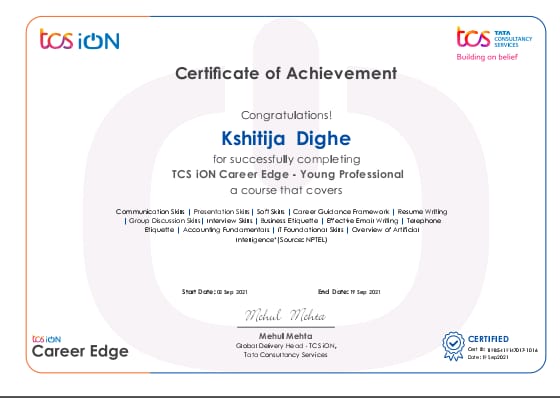 tcs iON
tcs TATA CONSULTANCY SERVICES
Building on belief
Certificate of Achievement
Congratulations!
Kshitija Dighe
for successfully completing
TCS iON Career Edge - Young Professional
a course that covers
Communication Skills | Presentation Skills | Soft Skills | Career Guidance Framework | Resume Writing
| Group Discussion Skills | Interview Skills | Business Etiquette | Effective Email Writing | Telephone
Etiquette | Accounting Fundamentals | IT Foundational Skills | Overview of Artificial
Intelligence* (Source: NPTEL)
Start Date: 02 Sep 2021 End Date: 19 Sep 2021
Mehul Mehta
Mehull Mehta
Global Delivery Head - TCS iON,
Tata Consultancy Services
tcs iON
Career Edge
CERTIFIED
Cert ID:
Date: 19 Sep 2021